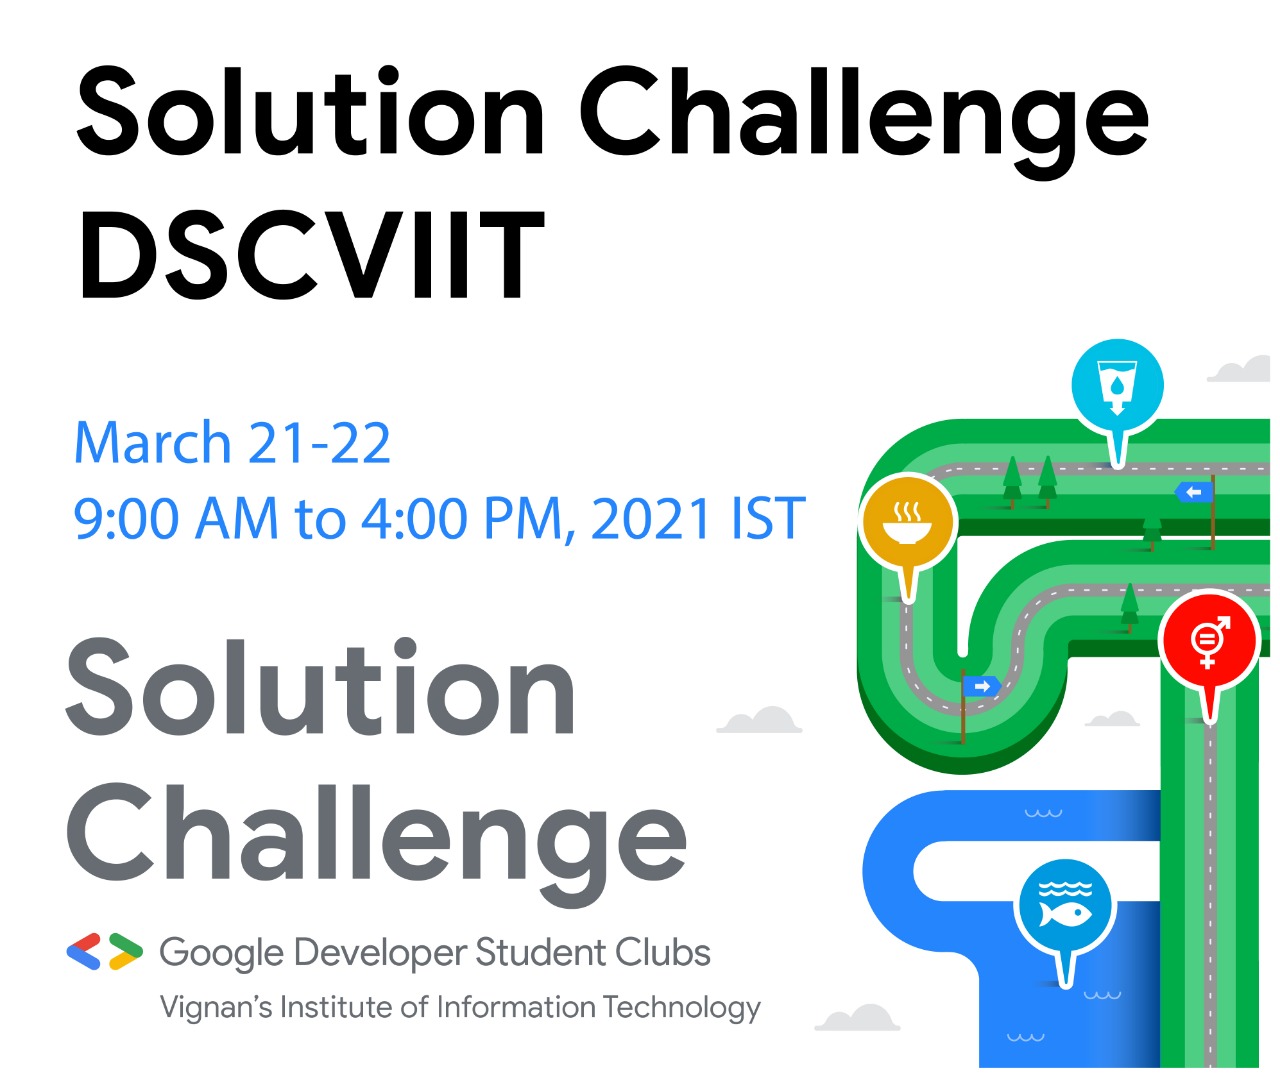 Solution Challenge
DSCVIIT
March 21-22
9:00 AM to 4:00 PM, 2021 IST
Solution
Challenge
Google Developer Student Clubs
Vignan's Institute of Information Technology